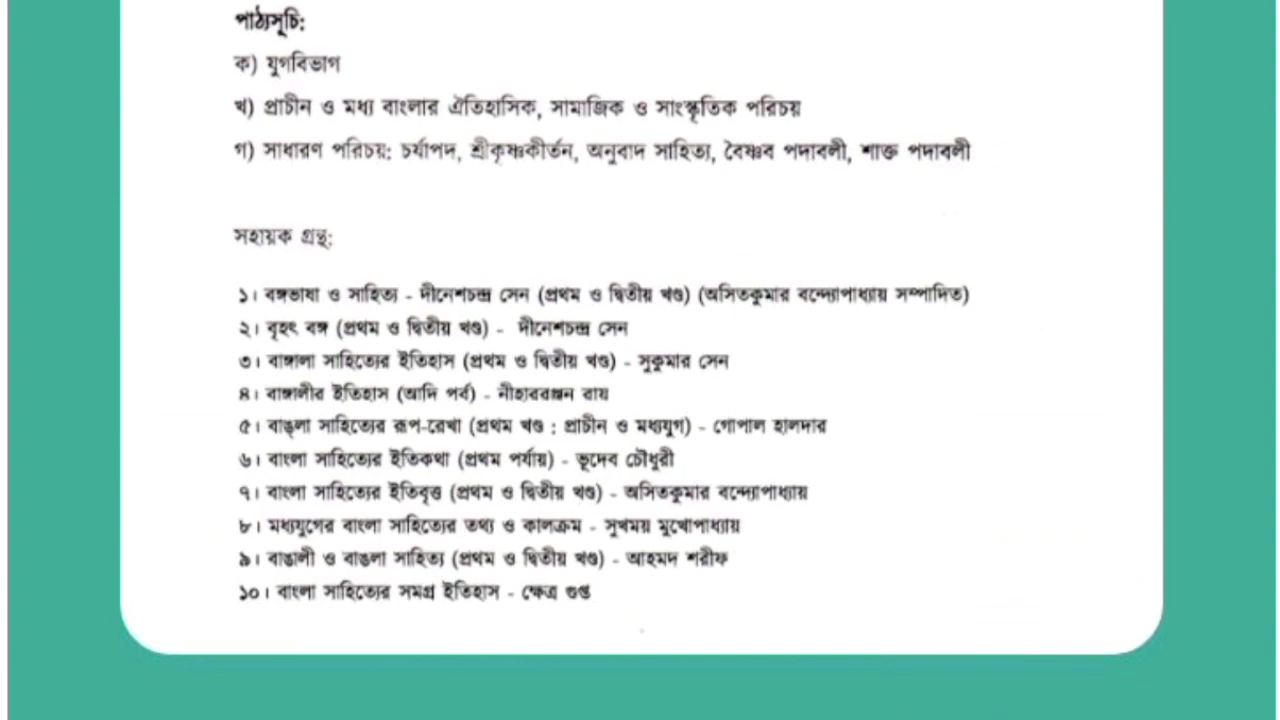 পাঠ্যসূচি:
ক) যুগবিভাগ
খ) প্রাচীন ও মধ্য বাংলার ঐতিহাসিক, সামাজিক ও সাংস্কৃতিক পরিচয়
গ) সাধারণ পরিচয়: চর্যাপদ, শ্রীকৃষ্ণকীর্তন, অনুবাদ সাহিত্য, বৈষ্ণব পদাবলী, শাক্ত পদাবলী
সহায়ক গ্রন্থ:
১। বঙ্গভাষা ও সাহিত্য - দীনেশচন্দ্র সেন (প্রথম ও দ্বিতীয় খণ্ড) (অসিতকুমার বন্দ্যোপাধ্যায় সম্পাদিত)
২। বৃহৎ বঙ্গ (প্রথম ও দ্বিতীয় খণ্ড) - দীনেশচন্দ্র সেন
৩। বাঙ্গালা সাহিত্যের ইতিহাস (প্রথম ও দ্বিতীয় খণ্ড) - সুকুমার সেন
৪। বাঙ্গালীর ইতিহাস (আদি পর্ব) - নীহাররঞ্জন রায়
৫। বাঙ্‌লা সাহিত্যের রূপ-রেখা (প্রথম খণ্ড : প্রাচীন ও মধ্যযুগ) - গোপাল হালদার
৬। বাংলা সাহিত্যের ইতিকথা (প্রথম পর্যায়) - ভূদেব চৌধুরী
৭। বাংলা সাহিত্যের ইতিবৃত্ত (প্রথম ও দ্বিতীয় খণ্ড) - অসিতকুমার বন্দ্যোপাধ্যায়
৮। মধ্যযুগের বাংলা সাহিত্যের তথ্য ও কালক্রম - সুখময় মুখোপাধ্যায়
৯। বাঙালী ও বাঙলা সাহিত্য (প্রথম ও দ্বিতীয় খণ্ড) - আহমদ শরীফ
১০। বাংলা সাহিত্যের সমগ্র ইতিহাস - ক্ষেত্র গুপ্ত